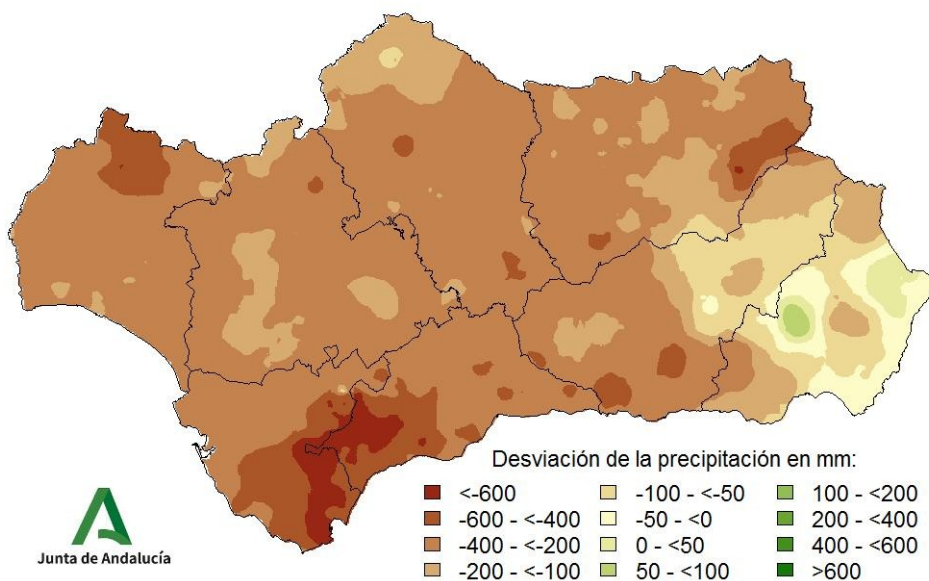 Desviación de la precipitación en mm:
<-600
-600 - <-400
-400 - <-200
-200 - <-100
-100 - <-50
-50 - <0
0 - <50
50 - <100
100 - <200
200 - <400
400 - <600
>600
Junta de Andalucía